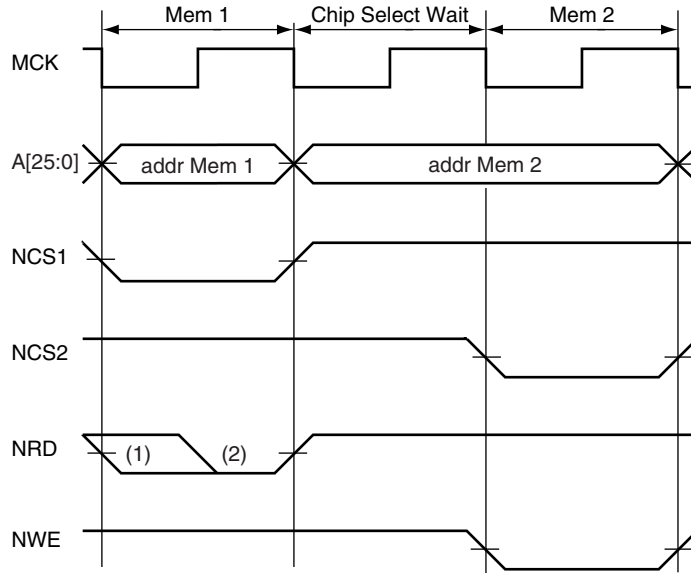 Mem 1 Chip Select Wait Mem 2
MCK
A[25:0] addr Mem 1 addr Mem 2
NCS1
NCS2
NRD (1) (2)
NWE